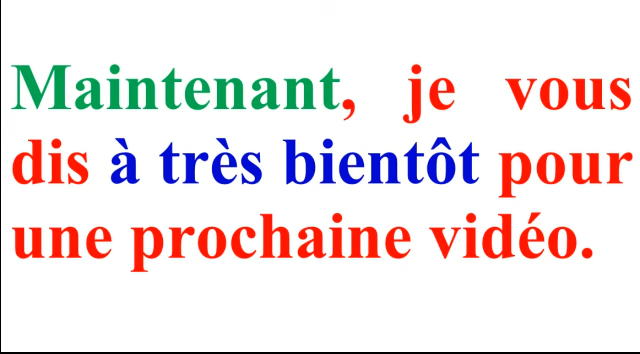 Maintenant, je vous
dis à très bientôt pour
une prochaine vidéo.